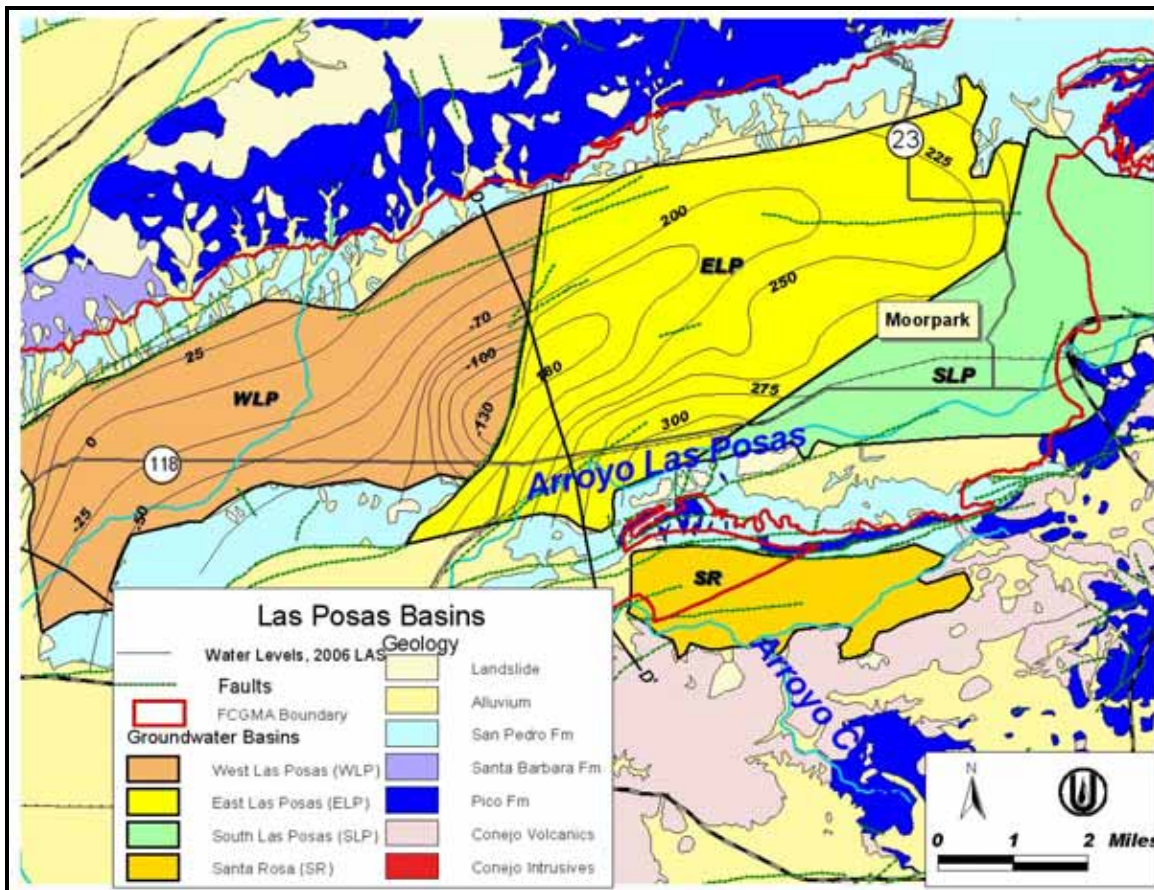 23
225
200
ELP
250
-70
25
-100
180
Moorpark
WLP
-130
SLP
275
0
300
118
Arroyo Las Posas
-25
-50
SR
Las Posas Basins
Water Levels, 2006 LAS
Faults
FCGMA Boundary
Groundwater Basins
West Las Posas (WLP)
East Las Posas (ELP)
South Las Posas (SLP)
Santa Rosa (SR)
Geology
Landslide
Alluvium
San Pedro Fm
Santa Barbara Fm
Pico Fm
Conejo Volcanics
Conejo Intrusives
D'
Arroyo C
N
0 1 2 Miles